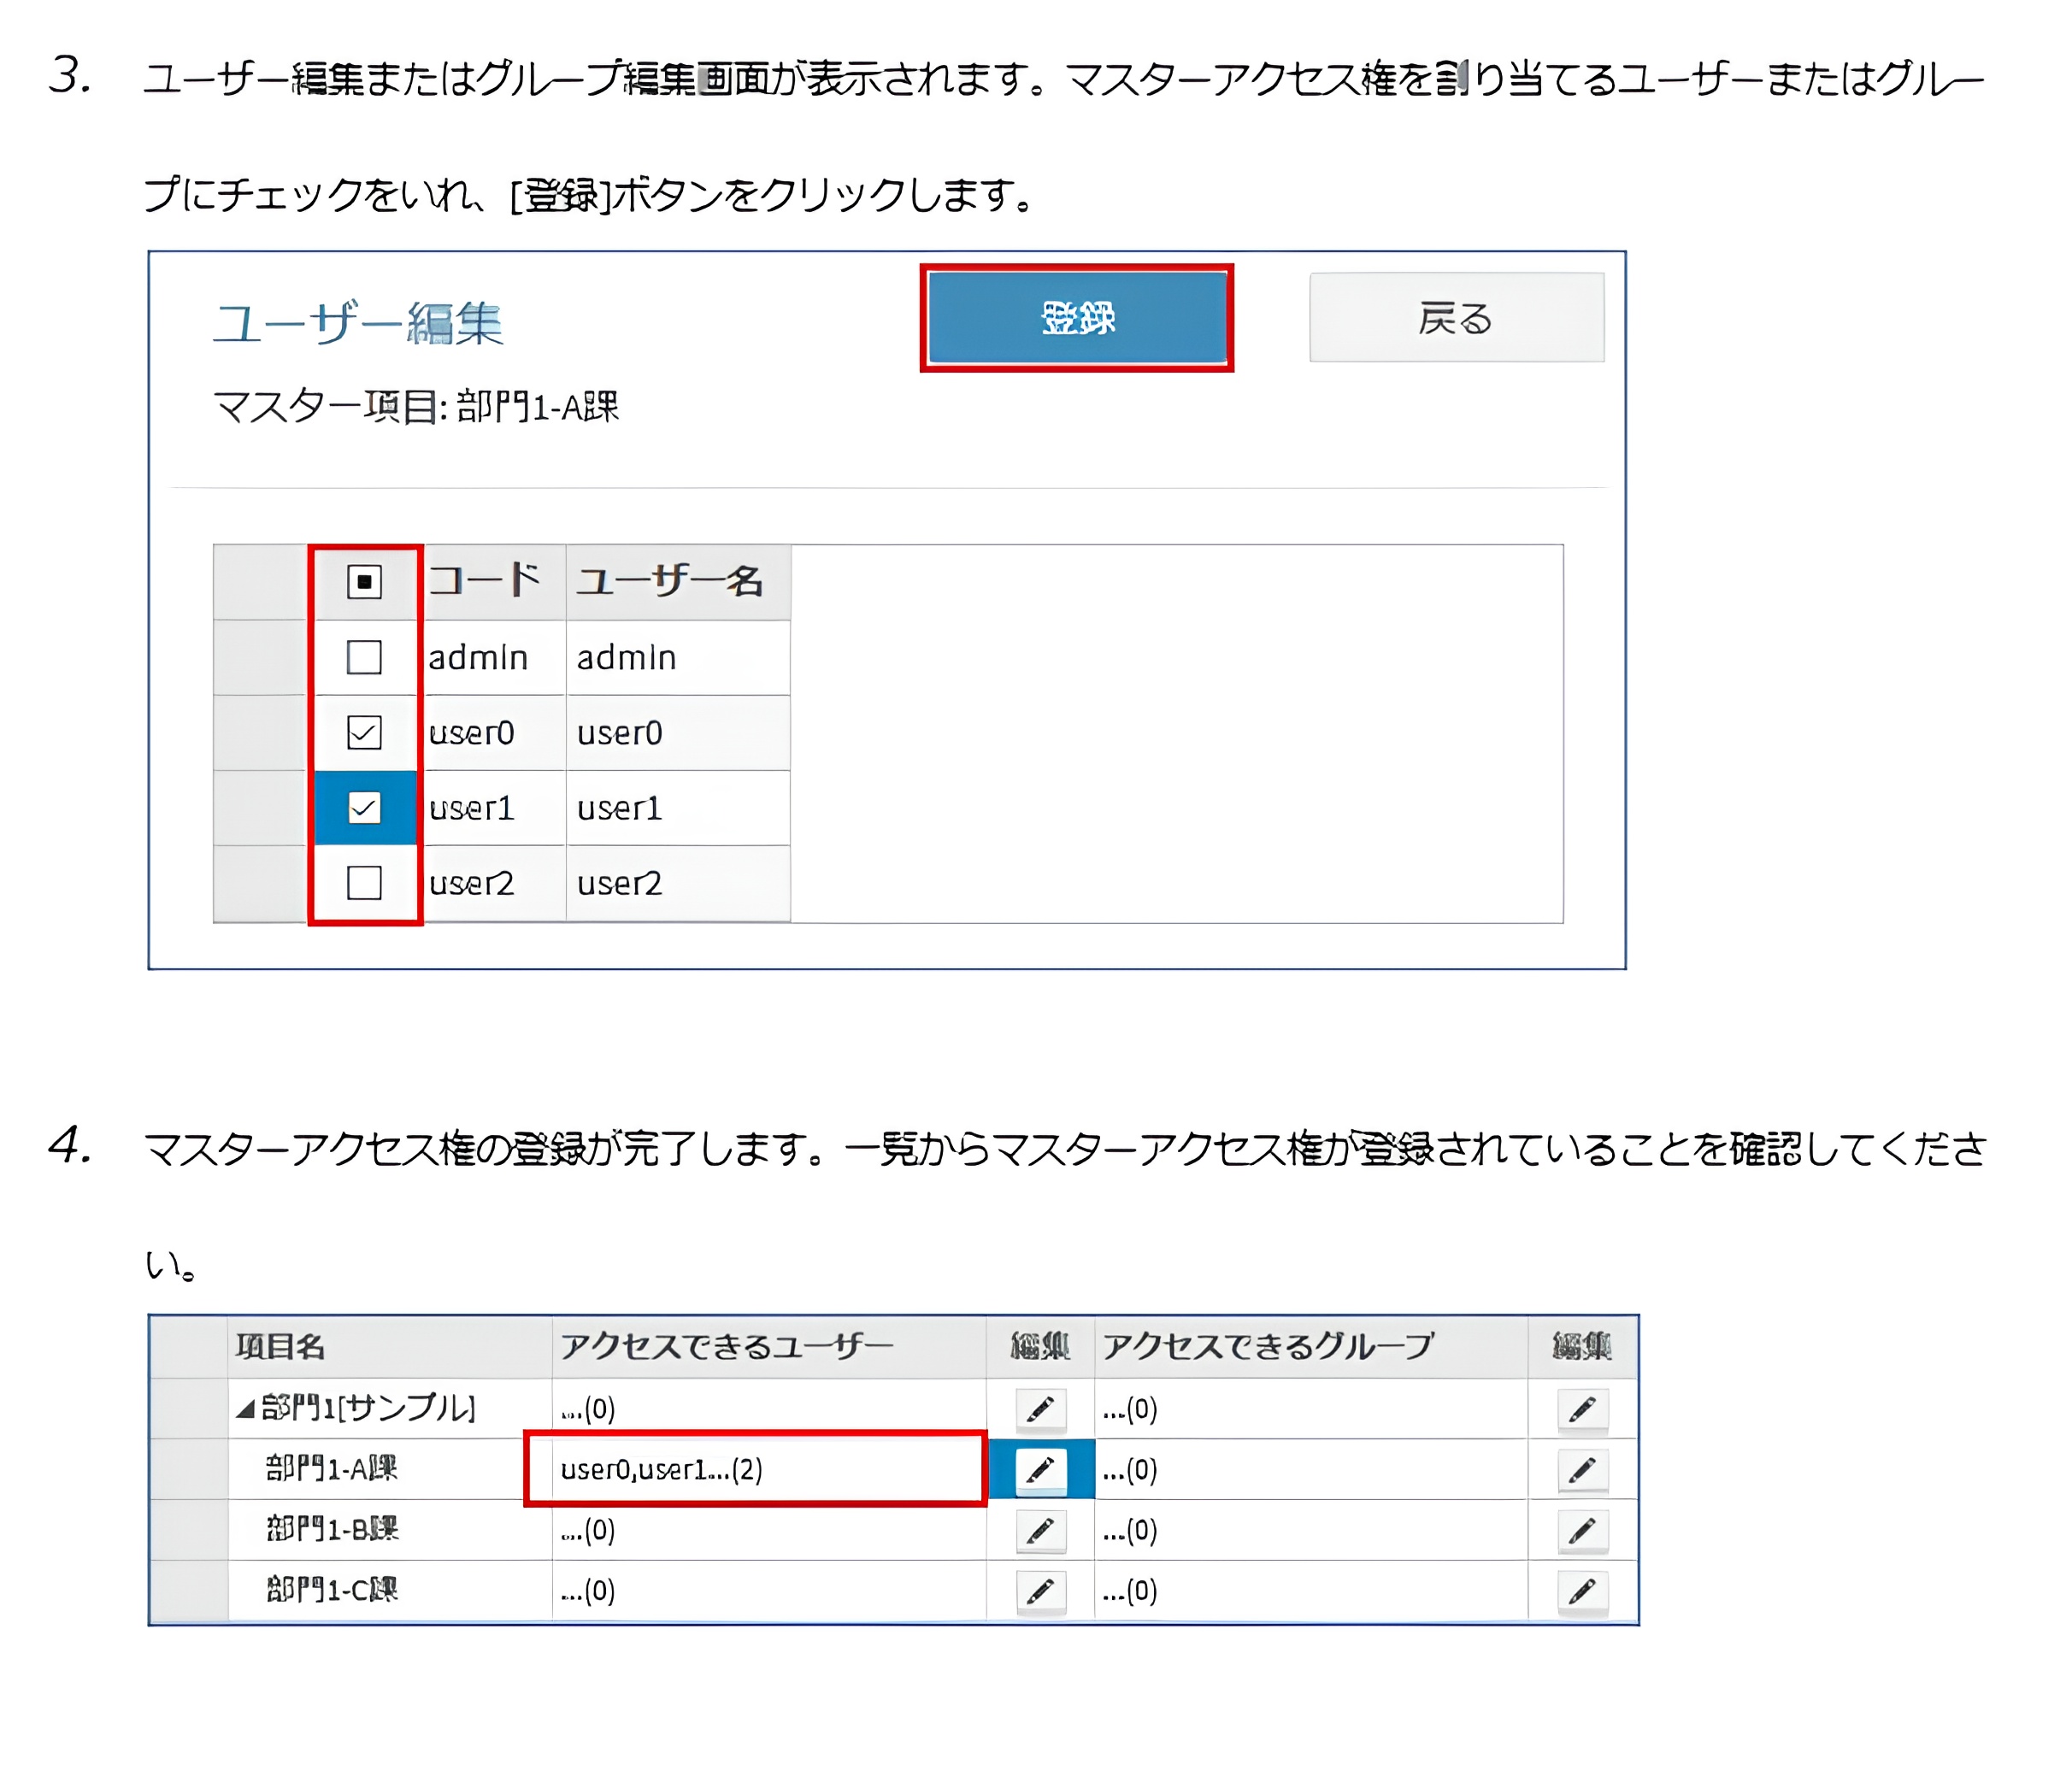 3. ユーザー編集またはグループ編集画面が表示されます。マスターアクセス権を割り当てるユーザーまたはグルー
プにチェックをいれ、[登録]ボタンをクリックします。
ユーザー編集 登録 戻る
マスター項目: 部門1-A課
コード ユーザー名
admin admin
user0 user0
user1 user1
user2 user2
4. マスターアクセス権の登録が完了します。一覧からマスターアクセス権が登録されていることを確認してくださ
い。
項目名 アクセスできるユーザー 編集 アクセスできるグループ 編集
部門1[サンプル] ...(0) ...(0)
部門1-A課 user0,user1...(2) ...(0)
部門1-B課 ...(0) ...(0)
部門1-C課 ...(0) ...(0)